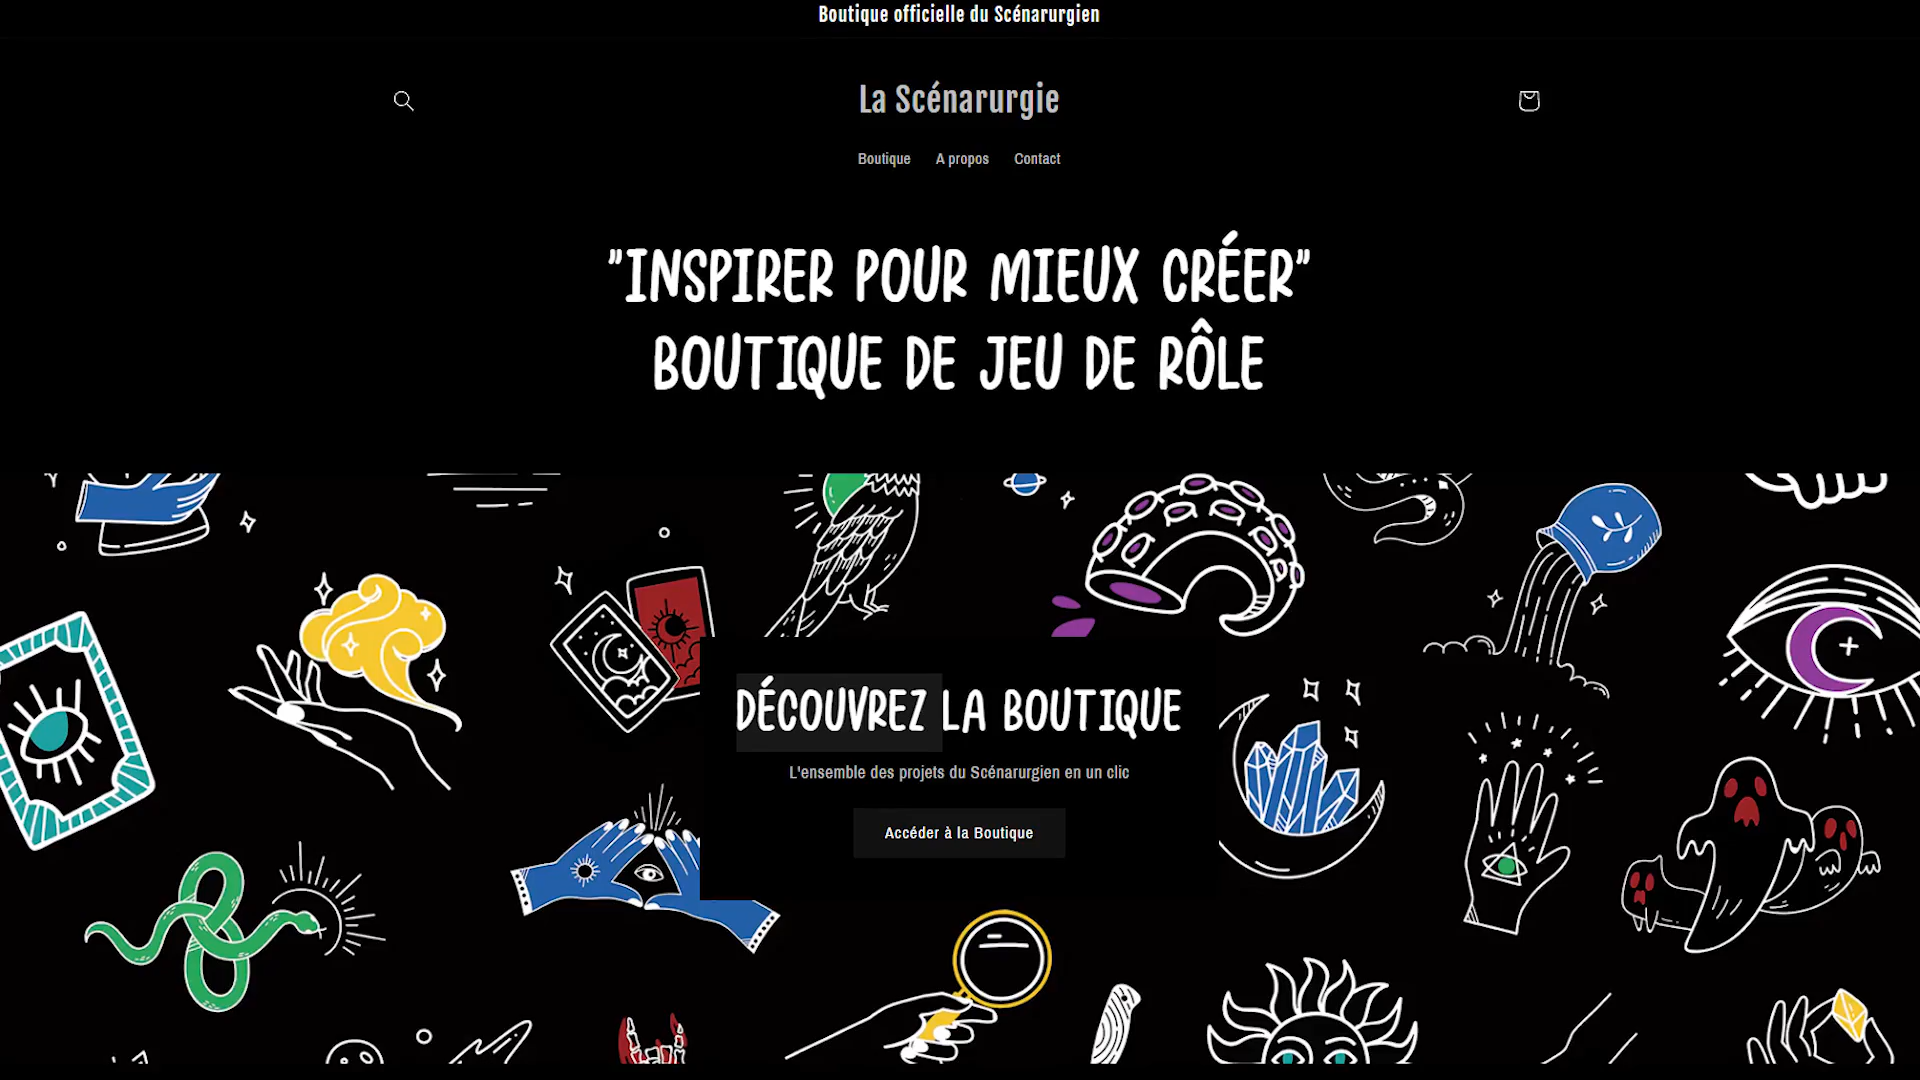 Boutique officielle du Scénarurgien
La Scénarurgie
Boutique A propos Contact
"INSPIRER POUR MIEUX CRÉER"
BOUTIQUE DE JEU DE RÔLE
DÉCOUVREZ LA BOUTIQUE
L'ensemble des projets du Scénarurgien en un clic
Accéder à la Boutique